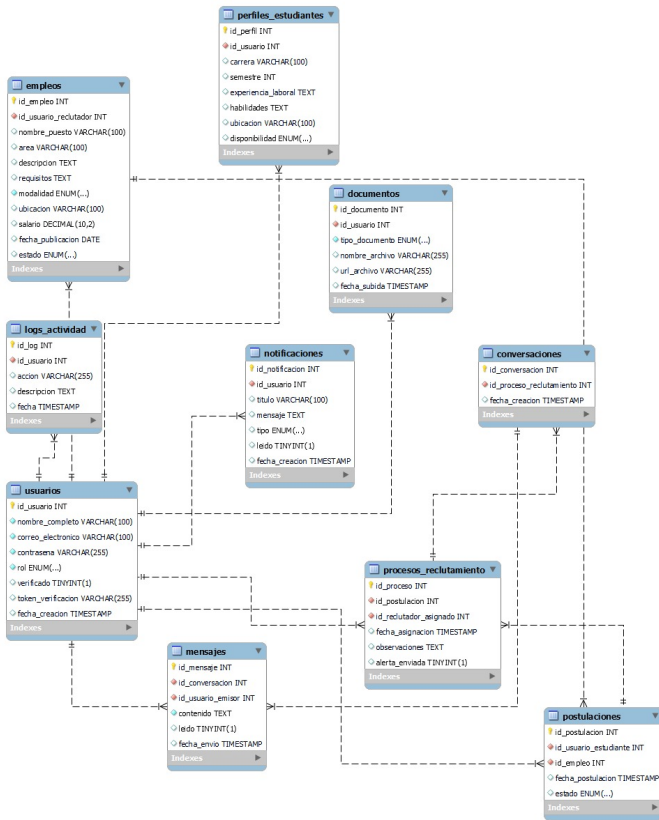 perfiles_estudiantes
id_perfil INT
id_usuario INT
carrera VARCHAR(100)
semestre INT
experiencia_laboral TEXT
habilidades TEXT
ubicacion VARCHAR(100)
disponibilidad ENUM(...)
Indexes
empleos
id_empleo INT
id_usuario_reclutador INT
nombre_puesto VARCHAR(100)
area VARCHAR(100)
descripcion TEXT
requisitos TEXT
modalidad ENUM(...)
ubicacion VARCHAR(100)
salario DECIMAL(10,2)
fecha_publicacion DATE
estado ENUM(...)
Indexes
documentos
id_documento INT
id_usuario INT
tipo_documento ENUM(...)
nombre_archivo VARCHAR(255)
url_archivo VARCHAR(255)
fecha_subida TIMESTAMP
Indexes
logs_actividad
id_log INT
id_usuario INT
accion VARCHAR(255)
descripcion TEXT
fecha TIMESTAMP
Indexes
notificaciones
id_notificacion INT
id_usuario INT
titulo VARCHAR(100)
mensaje TEXT
tipo ENUM(...)
leido TINYINT(1)
fecha_creacion TIMESTAMP
Indexes
conversaciones
id_conversacion INT
id_proceso_reclutamiento INT
fecha_creacion TIMESTAMP
Indexes
usuarios
id_usuario INT
nombre_completo VARCHAR(100)
correo_electronico VARCHAR(100)
contrasena VARCHAR(255)
rol ENUM(...)
verificado TINYINT(1)
token_verificacion VARCHAR(255)
fecha_creacion TIMESTAMP
Indexes
procesos_reclutamiento
id_proceso INT
id_postulacion INT
id_reclutador_asignado INT
fecha_asignacion TIMESTAMP
observaciones TEXT
alerta_enviada TINYINT(1)
Indexes
mensajes
id_mensaje INT
id_conversacion INT
id_usuario_emisor INT
contenido TEXT
leido TINYINT(1)
fecha_envio TIMESTAMP
Indexes
postulaciones
id_postulacion INT
id_usuario_estudiante INT
id_empleo INT
fecha_postulacion TIMESTAMP
estado ENUM(...)
Indexes